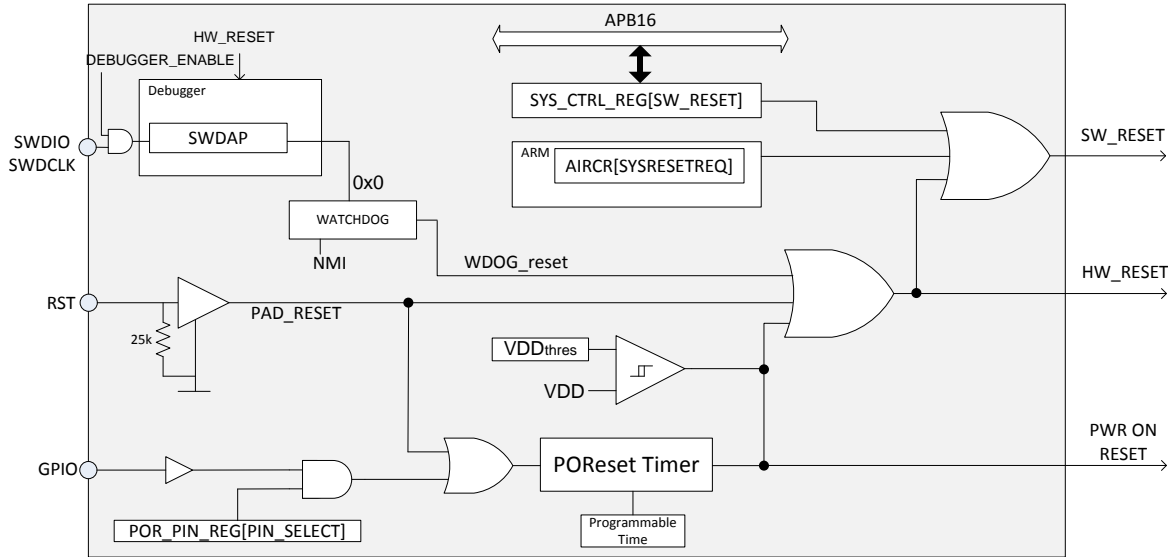 APB16
HW_RESET
DEBUGGER_ENABLE
Debugger
SWDAP
SWDIO
SWDCLK
SYS_CTRL_REG[SW_RESET]
SW_RESET
ARM
AIRCR[SYSRESETREQ]
0x0
WATCHDOG
NMI
WDOG_reset
HW_RESET
RST
PAD_RESET
25k
VDDthres
VDD
PWR ON
RESET
GPIO
POReset Timer
POR_PIN_REG[PIN_SELECT]
Programmable
Time